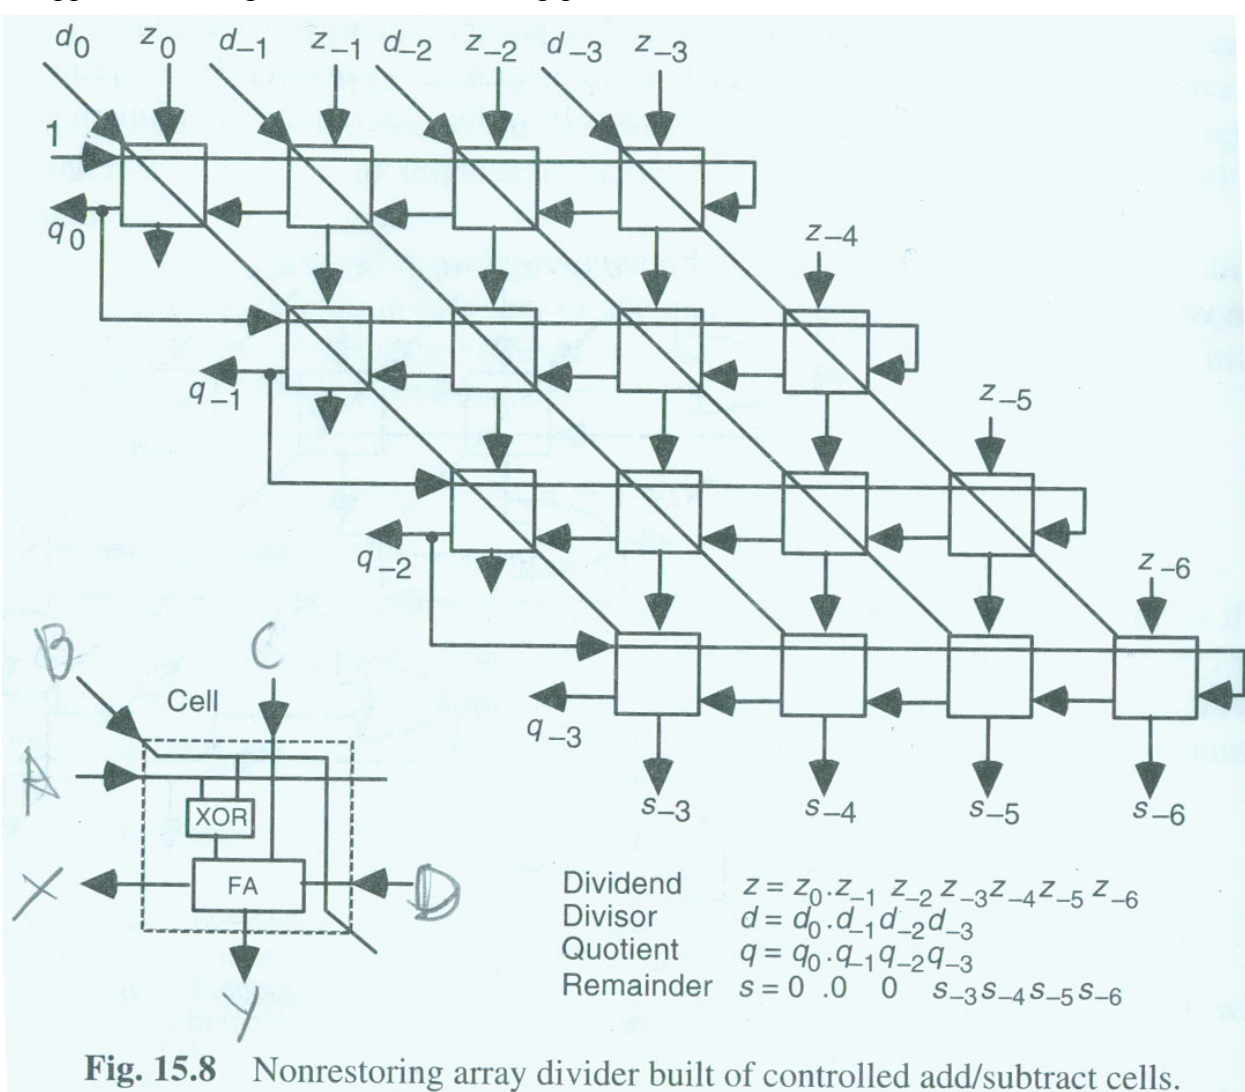 d0 z0 d–1 z–1 d–2 z–2 d–3 z–3
1
q0
z–4
q–1
z–5
q–2
z–6
B C
Cell
q–3
A
XOR
s–3 s–4 s–5 s–6
X FA D
Y
Dividend z = z0.z–1 z–2 z–3z–4z–5 z–6
Divisor d = d0.d–1d–2d–3
Quotient q = q0.q–1q–2q–3
Remainder s = 0 .0 0 s–3s–4s–5s–6
Fig. 15.8 Nonrestoring array divider built of controlled add/subtract cells.